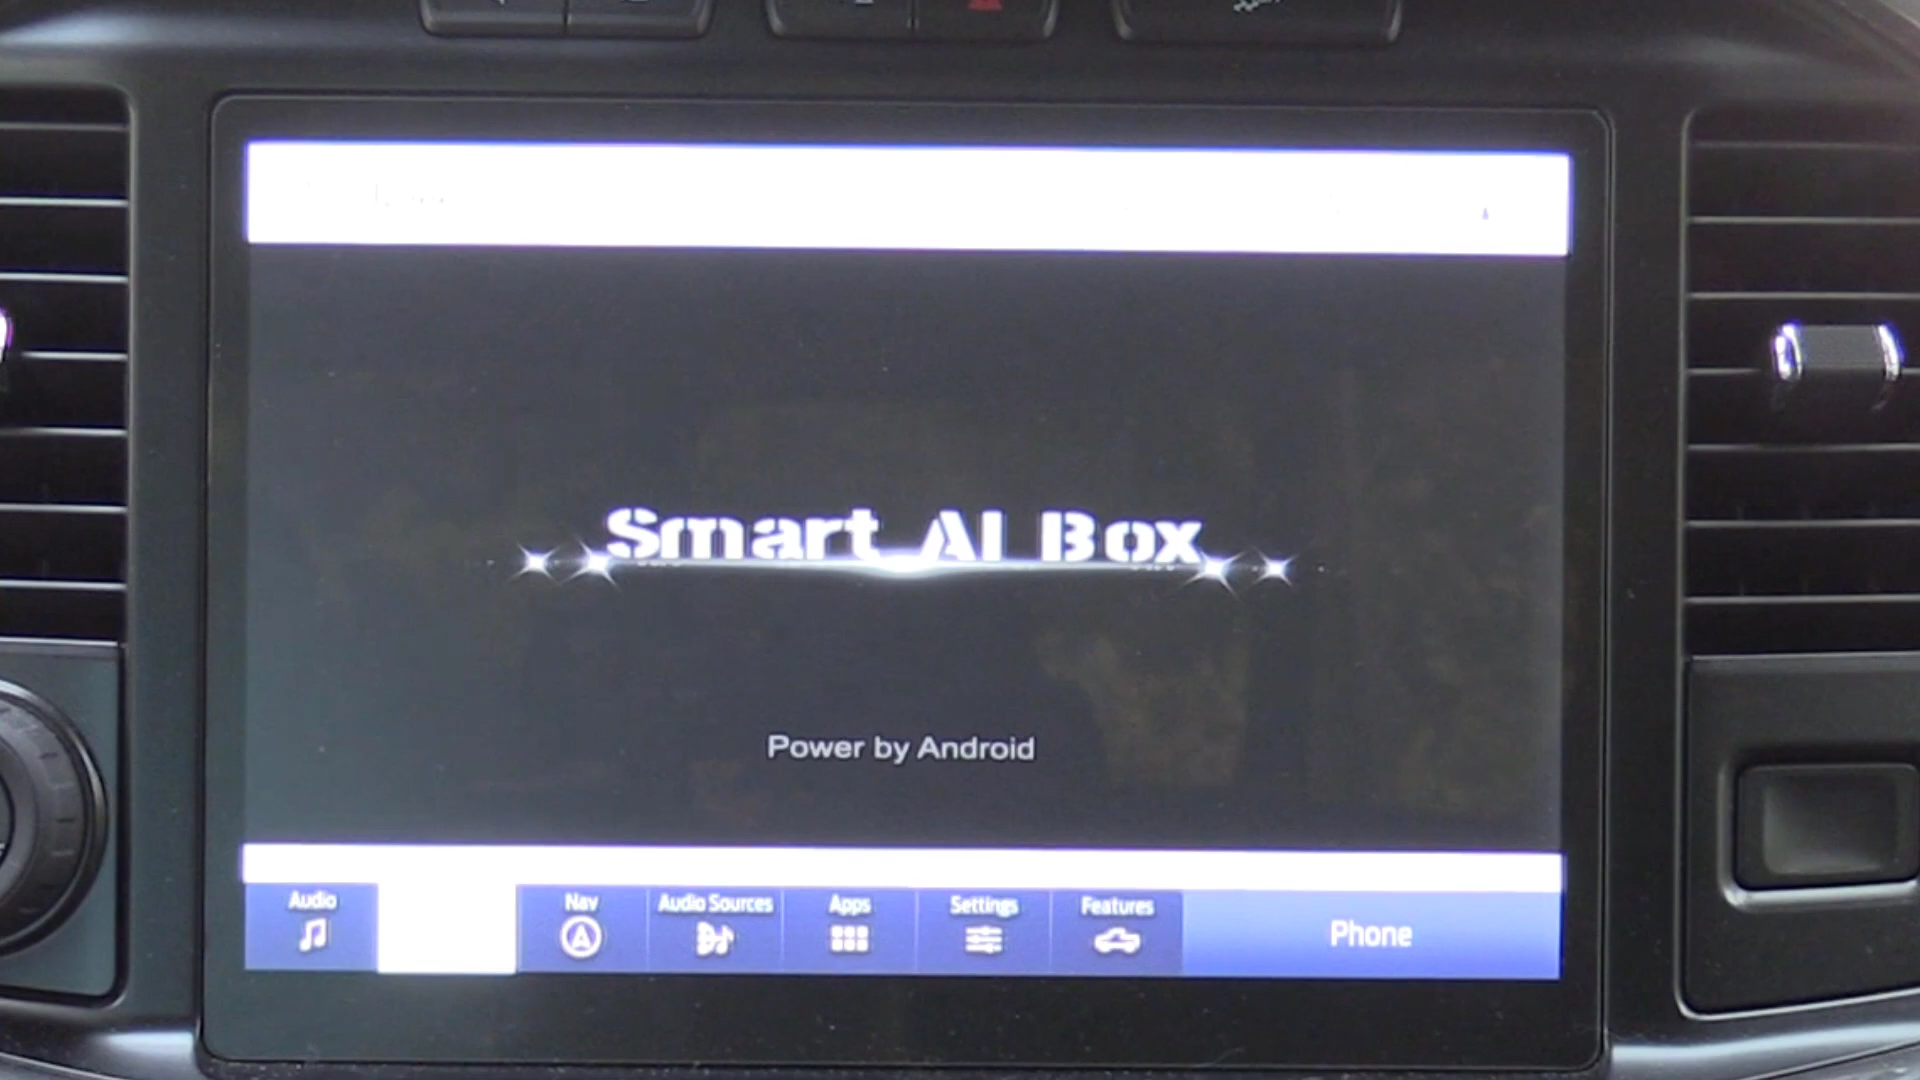 Smart AI Box
Power by Android
Audio
Nav
Audio Sources
Apps
Settings
Features
Phone